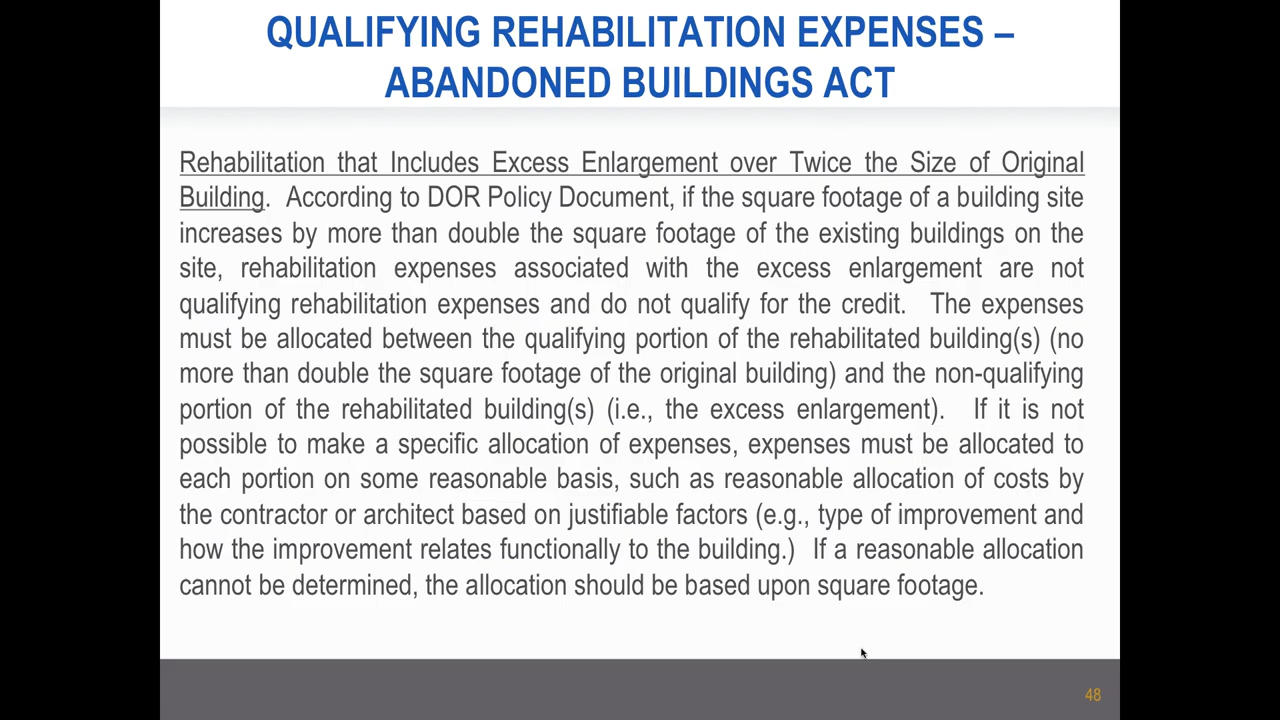 QUALIFYING REHABILITATION EXPENSES –
ABANDONED BUILDINGS ACT
Rehabilitation that Includes Excess Enlargement over Twice the Size of Original
Building. According to DOR Policy Document, if the square footage of a building site
increases by more than double the square footage of the existing buildings on the
site, rehabilitation expenses associated with the excess enlargement are not
qualifying rehabilitation expenses and do not qualify for the credit. The expenses
must be allocated between the qualifying portion of the rehabilitated building(s) (no
more than double the square footage of the original building) and the non-qualifying
portion of the rehabilitated building(s) (i.e., the excess enlargement). If it is not
possible to make a specific allocation of expenses, expenses must be allocated to
each portion on some reasonable basis, such as reasonable allocation of costs by
the contractor or architect based on justifiable factors (e.g., type of improvement and
how the improvement relates functionally to the building.) If a reasonable allocation
cannot be determined, the allocation should be based upon square footage.
48